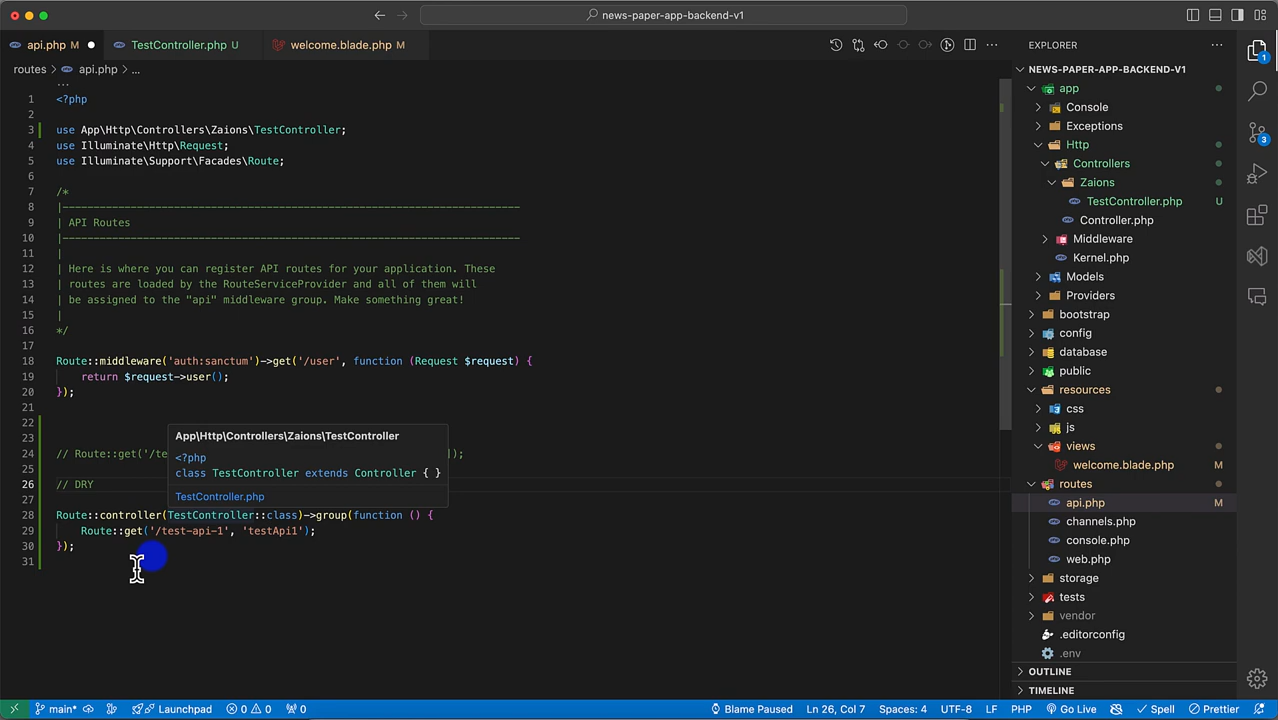 news-paper-app-backend-v1
api.php M
TestController.php U
welcome.blade.php M
EXPLORER
routes > api.php > ...
NEWS-PAPER-APP-BACKEND-V1
...
1 <?php
2
3 use App\Http\Controllers\Zaions\TestController;
4 use Illuminate\Http\Request;
5 use Illuminate\Support\Facades\Route;
6
7 /*
8 |--------------------------------------------------------------------------
9 | API Routes
10 |--------------------------------------------------------------------------
11 |
12 | Here is where you can register API routes for your application. These
13 | routes are loaded by the RouteServiceProvider and all of them will
14 | be assigned to the "api" middleware group. Make something great!
15 |
16 */
17
18 Route::middleware('auth:sanctum')->get('/user', function (Request $request) {
19 return $request->user();
20 });
21
22
23
24 // Route::get('/te ]);
25
26 // DRY
27
28 Route::controller(TestController::class)->group(function () {
29 Route::get('/test-api-1', 'testApi1');
30 });
31
App\Http\Controllers\Zaions\TestController
<?php
class TestController extends Controller { }
TestController.php
app
Console
Exceptions
Http
Controllers
Zaions
TestController.php U
Controller.php
Middleware
Kernel.php
Models
Providers
bootstrap
config
database
public
resources
css
js
views
welcome.blade.php M
routes
api.php M
channels.php
console.php
web.php
storage
tests
vendor
.editorconfig
.env
OUTLINE
TIMELINE
1
3
main*
Launchpad
0 0
0
Blame Paused
Ln 26, Col 7
Spaces: 4
UTF-8
LF
PHP
Go Live
Spell
Prettier